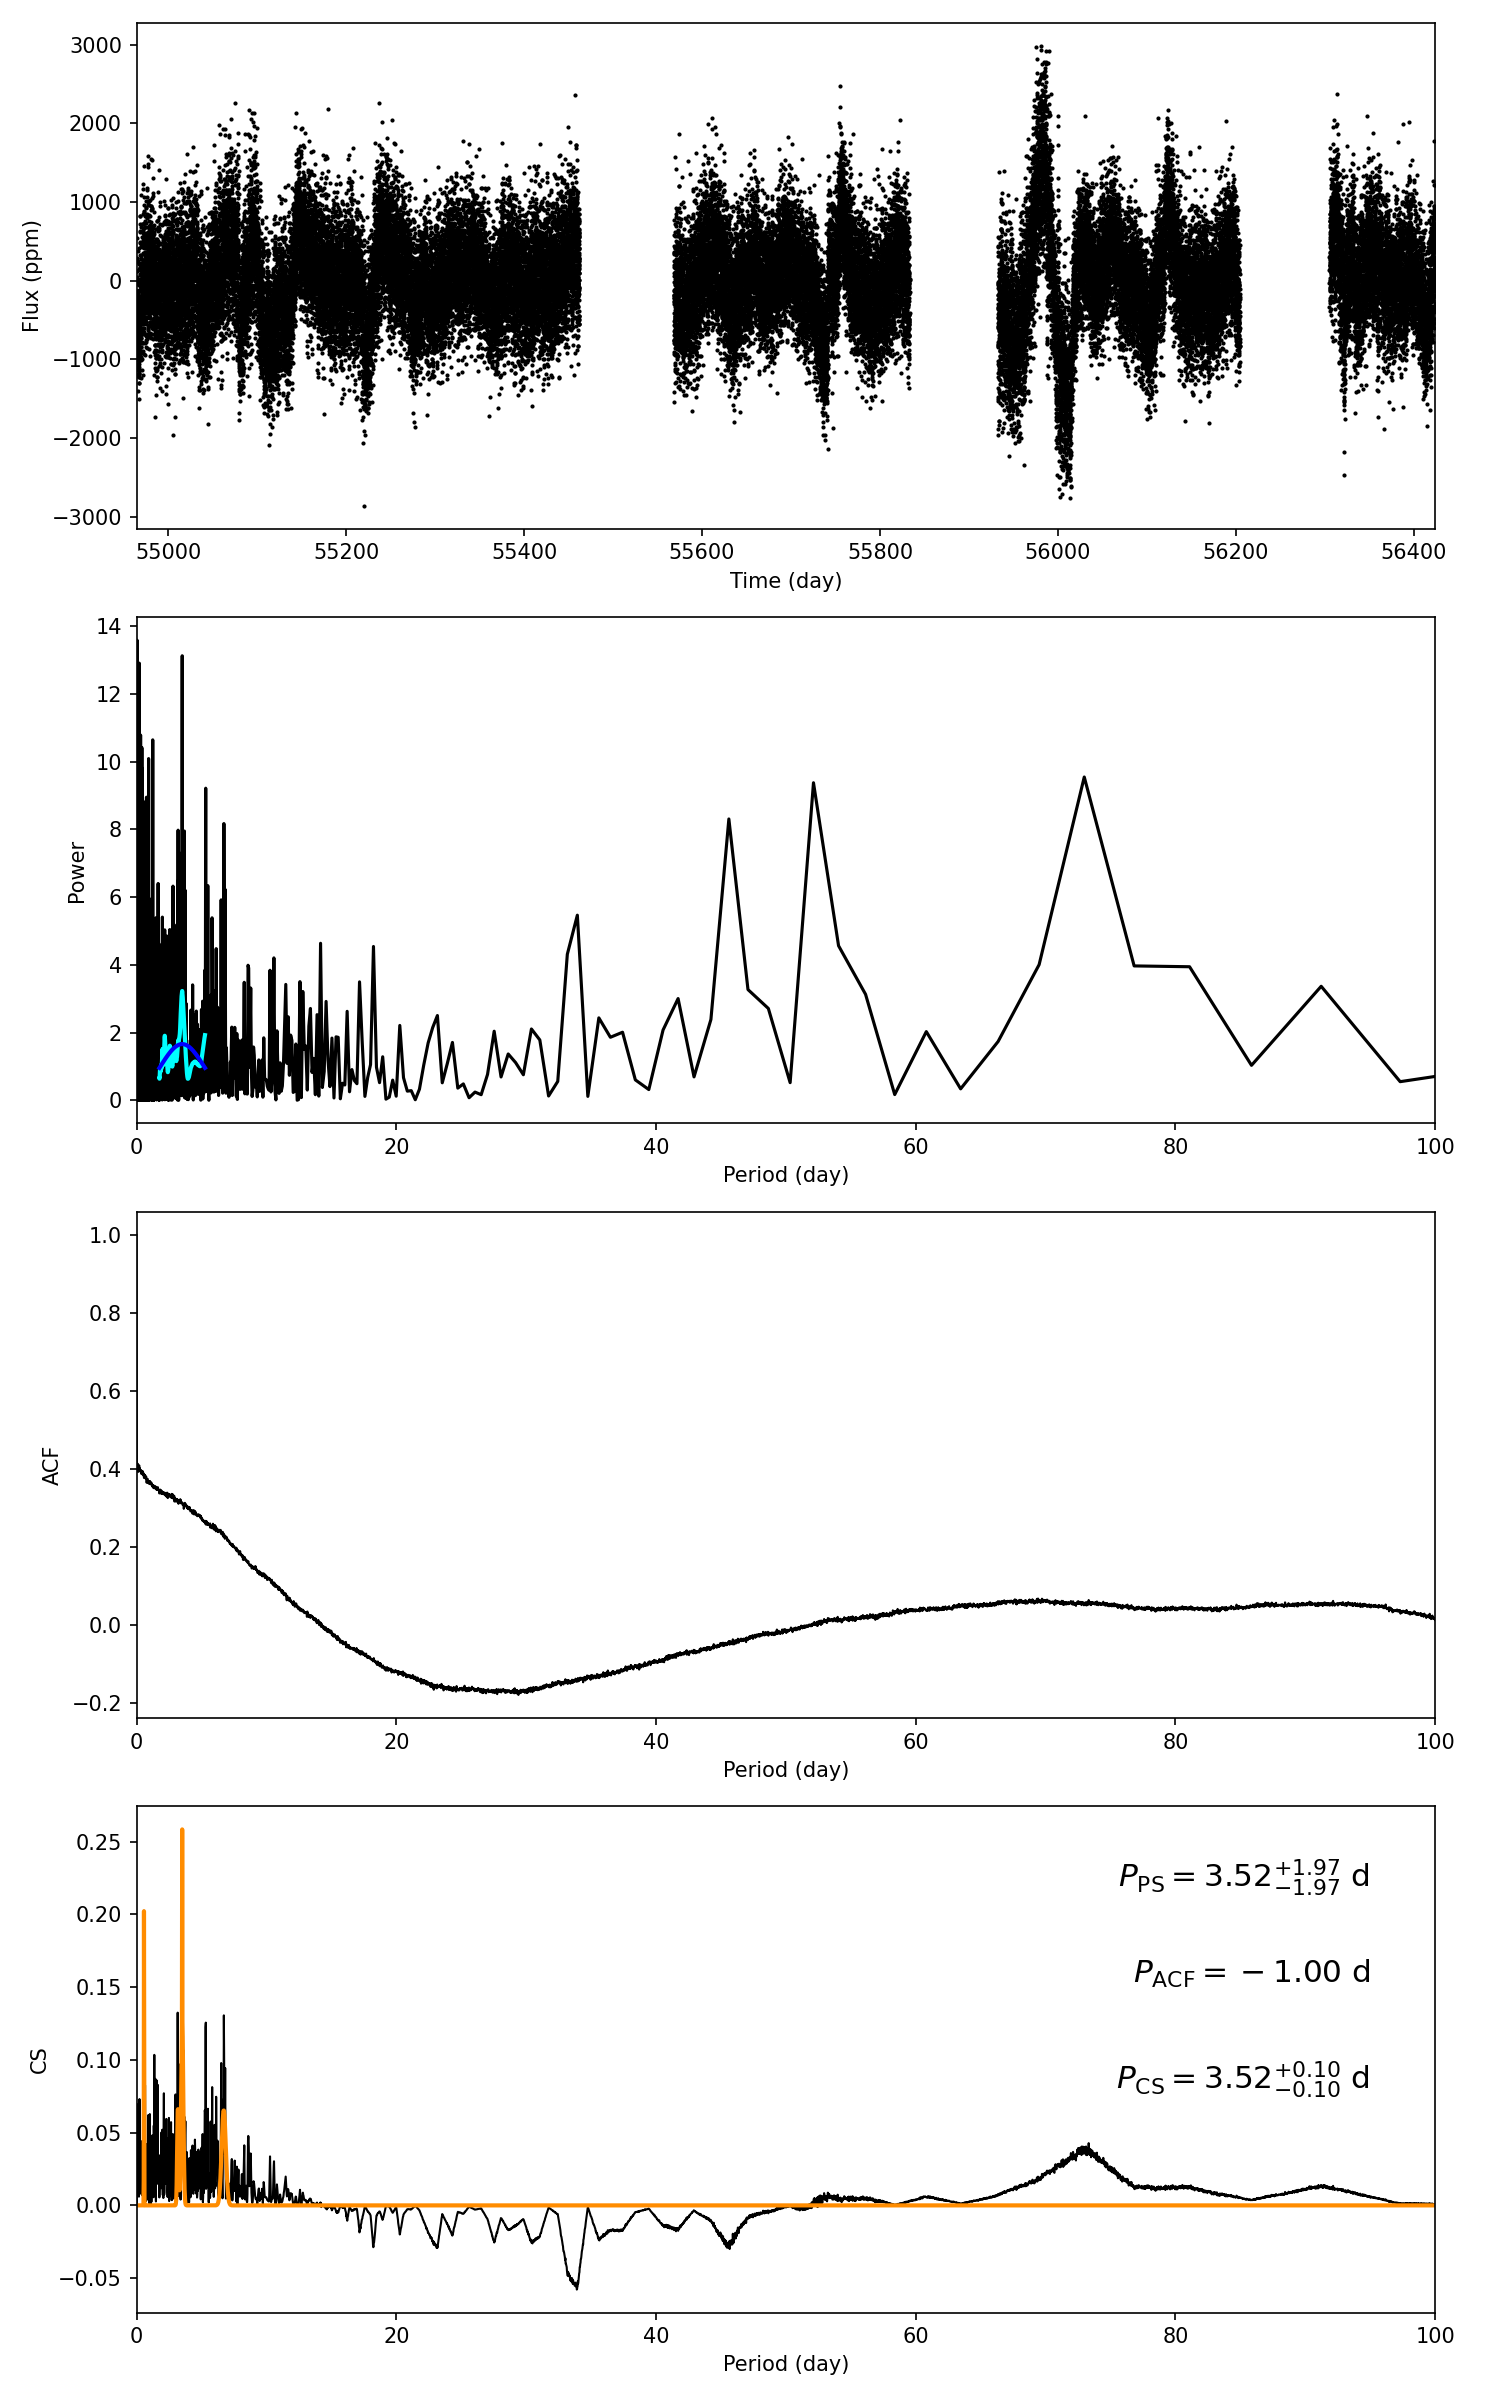 3000
2000
1000
0
−1000
−2000
−3000
Flux (ppm)
55000 55200 55400 55600 55800 56000 56200 56400
Time (day)
14
12
10
8
6
4
2
0
Power
0 20 40 60 80 100
Period (day)
1.0
0.8
0.6
0.4
0.2
0.0
−0.2
ACF
0 20 40 60 80 100
Period (day)
0.25
0.20
0.15
0.10
0.05
0.00
−0.05
CS
P_PS = 3.52 +1.97 −1.97 d
P_ACF = −1.00 d
P_CS = 3.52 +0.10 −0.10 d
0 20 40 60 80 100
Period (day)